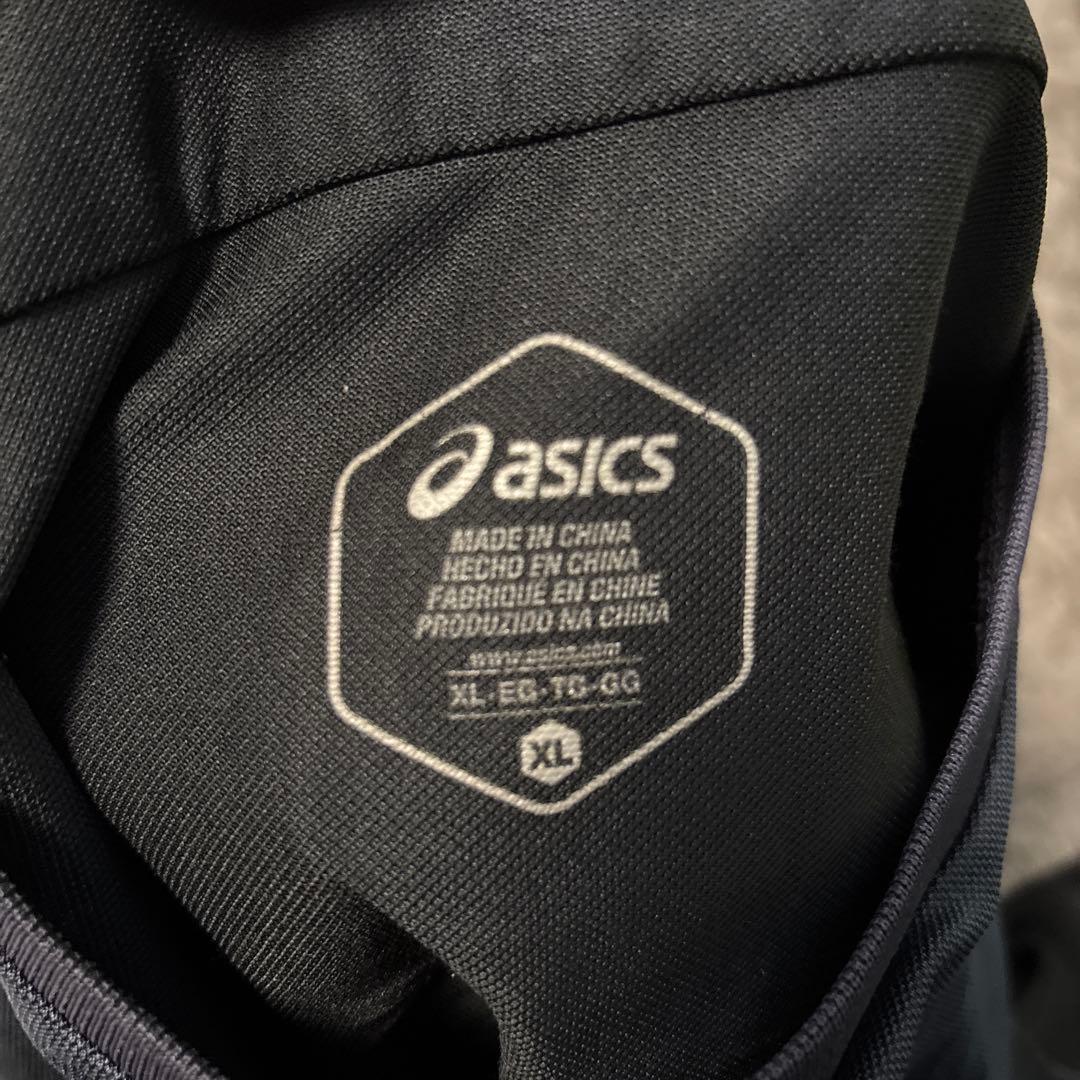 asics
MADE IN CHINA
HECHO EN CHINA
FABRIQUÉ EN CHINE
PRODUZIDO NA CHINA
www.asics.com
XL-EG-TG-GG
XL